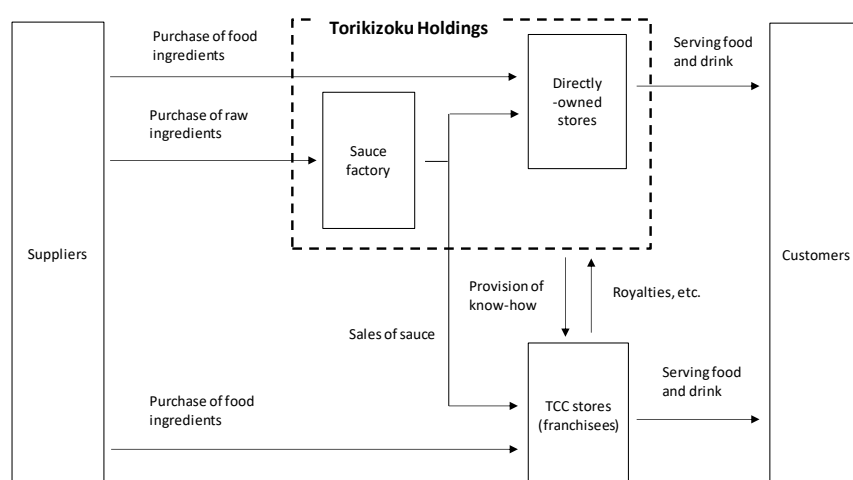 Torikizoku Holdings
Purchase of food
ingredients
Serving food
and drink
Directly
-owned
stores
Purchase of raw
ingredients
Sauce
factory
Suppliers
Customers
Provision of
know-how
Royalties, etc.
Sales of sauce
Serving food
and drink
Purchase of food
ingredients
TCC stores
(franchisees)